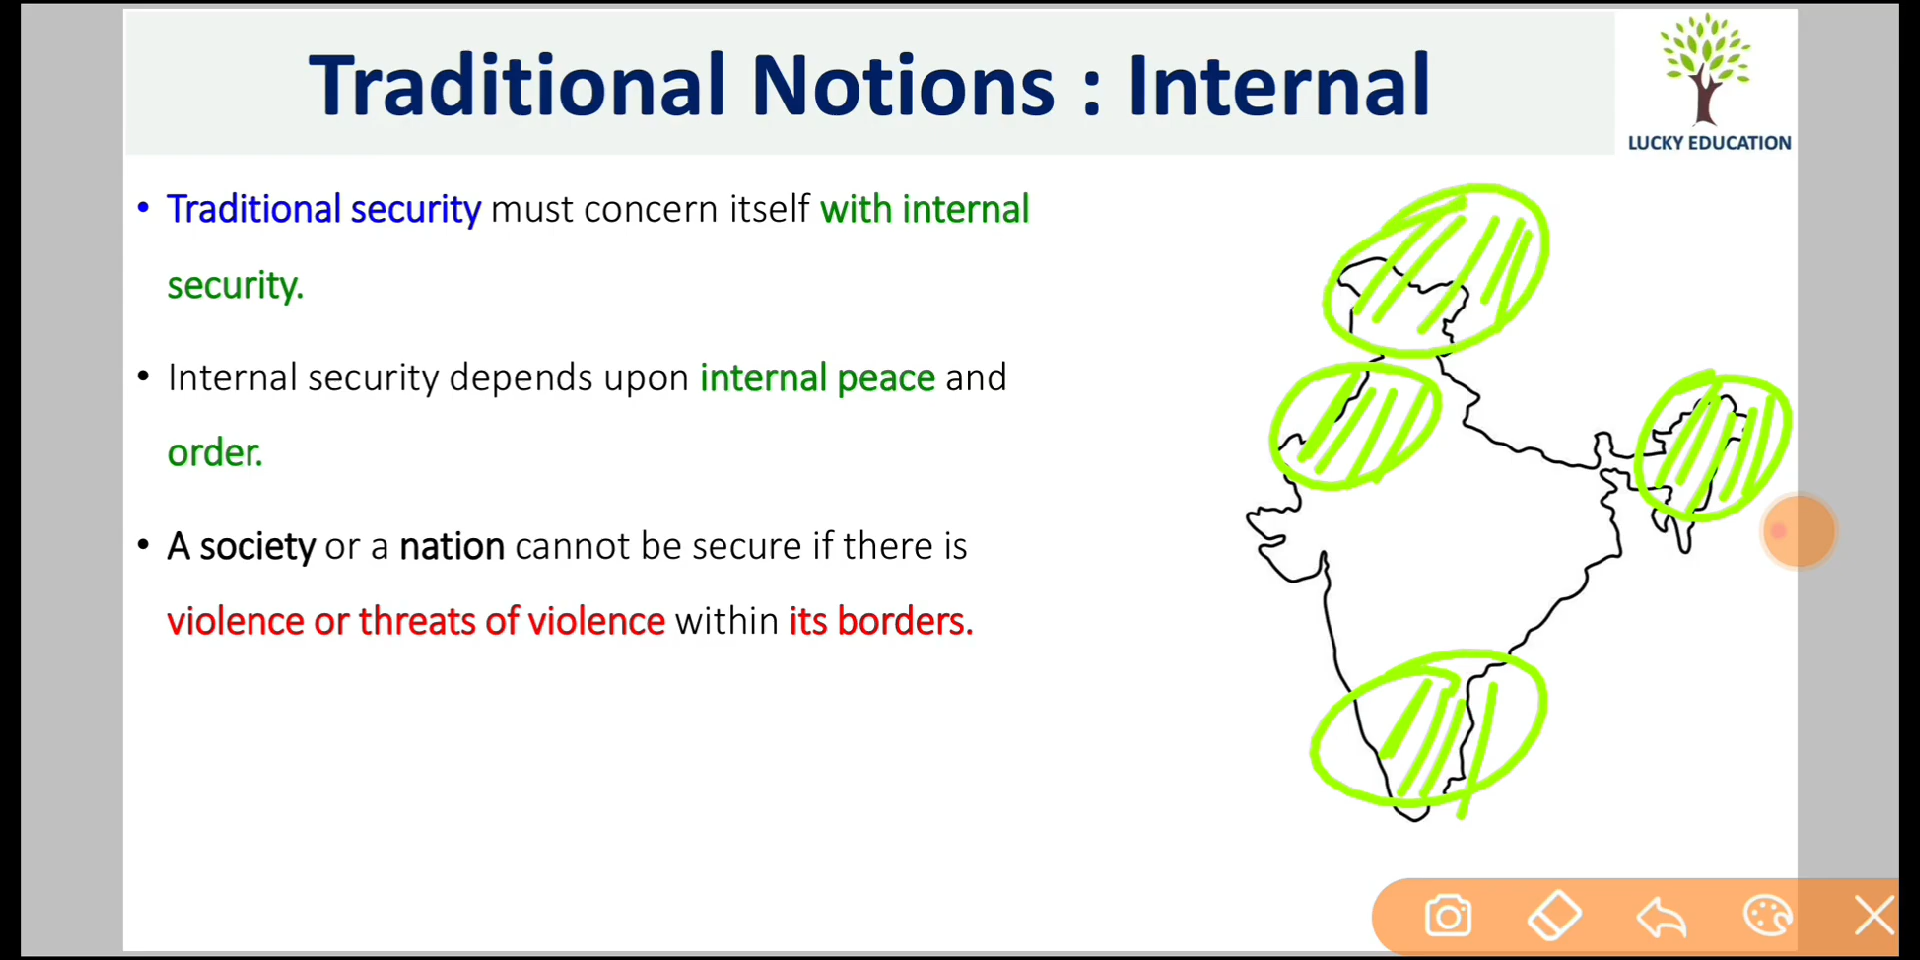 Traditional Notions : Internal
LUCKY EDUCATION
• Traditional security must concern itself with internal
security.
• Internal security depends upon internal peace and
order.
• A society or a nation cannot be secure if there is
violence or threats of violence within its borders.